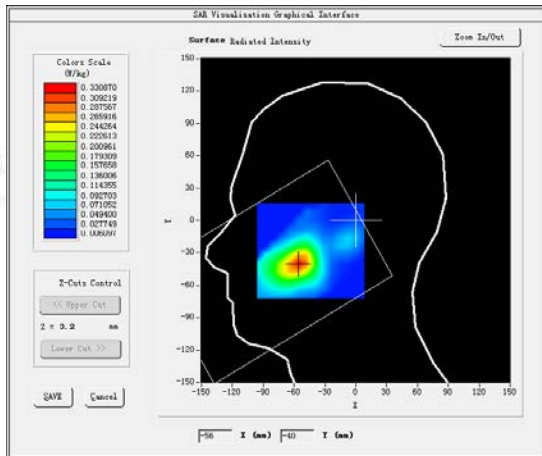 SAR Visualisation Graphical Interface
Surface Radiated Intensity
Zoom In/Out
Colors Scale
(W/kg)
0.330870
0.309219
0.287567
0.265916
0.244264
0.222613
0.200961
0.179309
0.157658
0.136006
0.114355
0.092703
0.071052
0.049400
0.027749
0.006097
150
120
90
60
30
0
-30
-60
-90
-120
-150
Y
-150 -120 -90 -60 -30 0 30 60 90 120 150
X
Z-Cuts Control
<< Upper Cut
Z = 3.2 mm
Lower Cut >>
SAVE Cancel
-56 X (mm) -40 Y (mm)